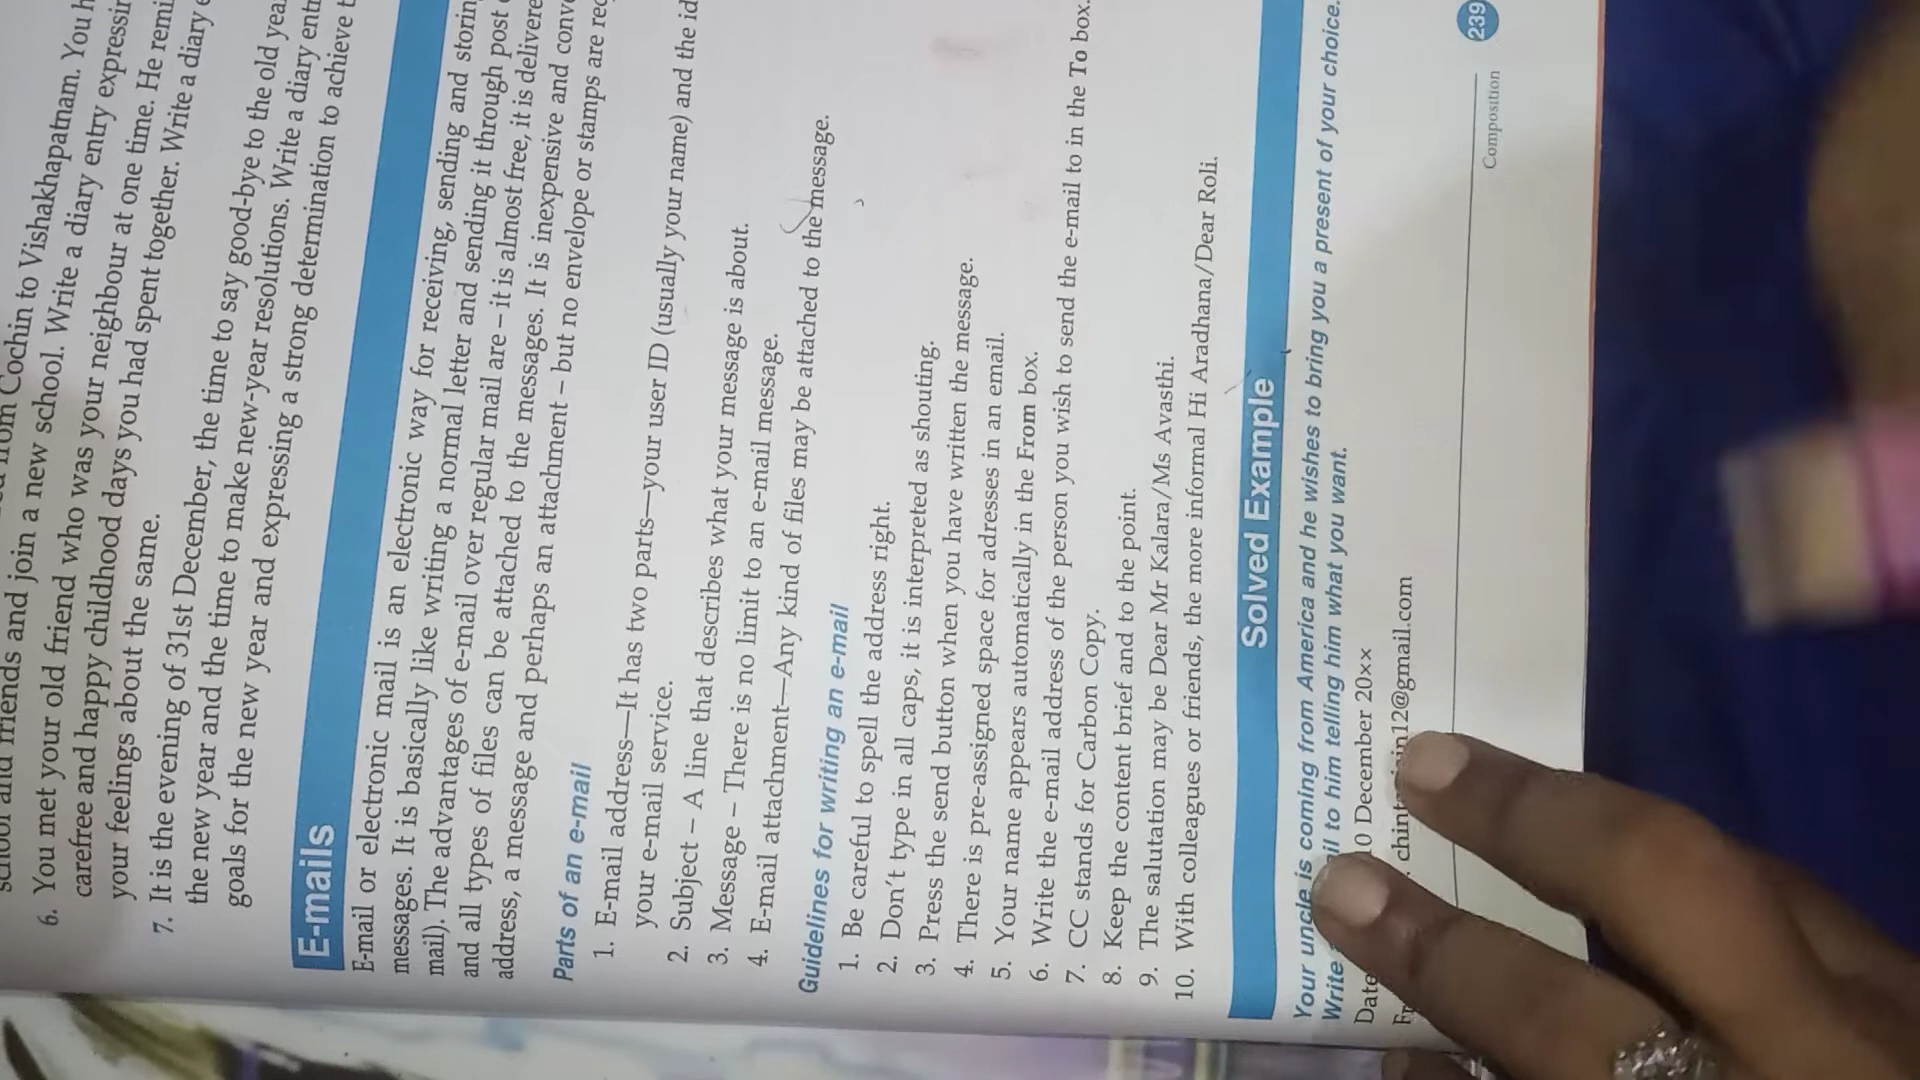 friends and join a new school. Write a diary entry expressin
6. You met your old friend who was your neighbour at one time. He remi
carefree and happy childhood days you had spent together. Write a diary
your feelings about the same.
7. It is the evening of 31st December, the time to say good-bye to the old year
the new year and the time to make new-year resolutions. Write a diary entr
goals for the new year and expressing a strong determination to achieve t
E-mails
E-mail or electronic mail is an electronic way for receiving, sending and storin
messages. It is basically like writing a normal letter and sending it through post
mail). The advantages of e-mail over regular mail are – it is almost free, it is delivere
and all types of files can be attached to the messages. It is inexpensive and conve
address, a message and perhaps an attachment – but no envelope or stamps are req
Parts of an e-mail
1. E-mail address—It has two parts—your user ID (usually your name) and the id
your e-mail service.
2. Subject – A line that describes what your message is about.
3. Message – There is no limit to an e-mail message.
4. E-mail attachment—Any kind of files may be attached to the message.
Guidelines for writing an e-mail
1. Be careful to spell the address right.
2. Don't type in all caps, it is interpreted as shouting.
3. Press the send button when you have written the message.
4. There is pre-assigned space for adresses in an email.
5. Your name appears automatically in the From box.
6. Write the e-mail address of the person you wish to send the e-mail to in the To box.
7. CC stands for Carbon Copy.
8. Keep the content brief and to the point.
9. The salutation may be Dear Mr Kalara/Ms Avasthi.
10. With colleagues or friends, the more informal Hi Aradhana/Dear Roli.
Solved Example
Your uncle is coming from America and he wishes to bring you a present of your choice.
Write to him telling him what you want.
Date 10 December 20xx
12@gmail.com
Composition 239